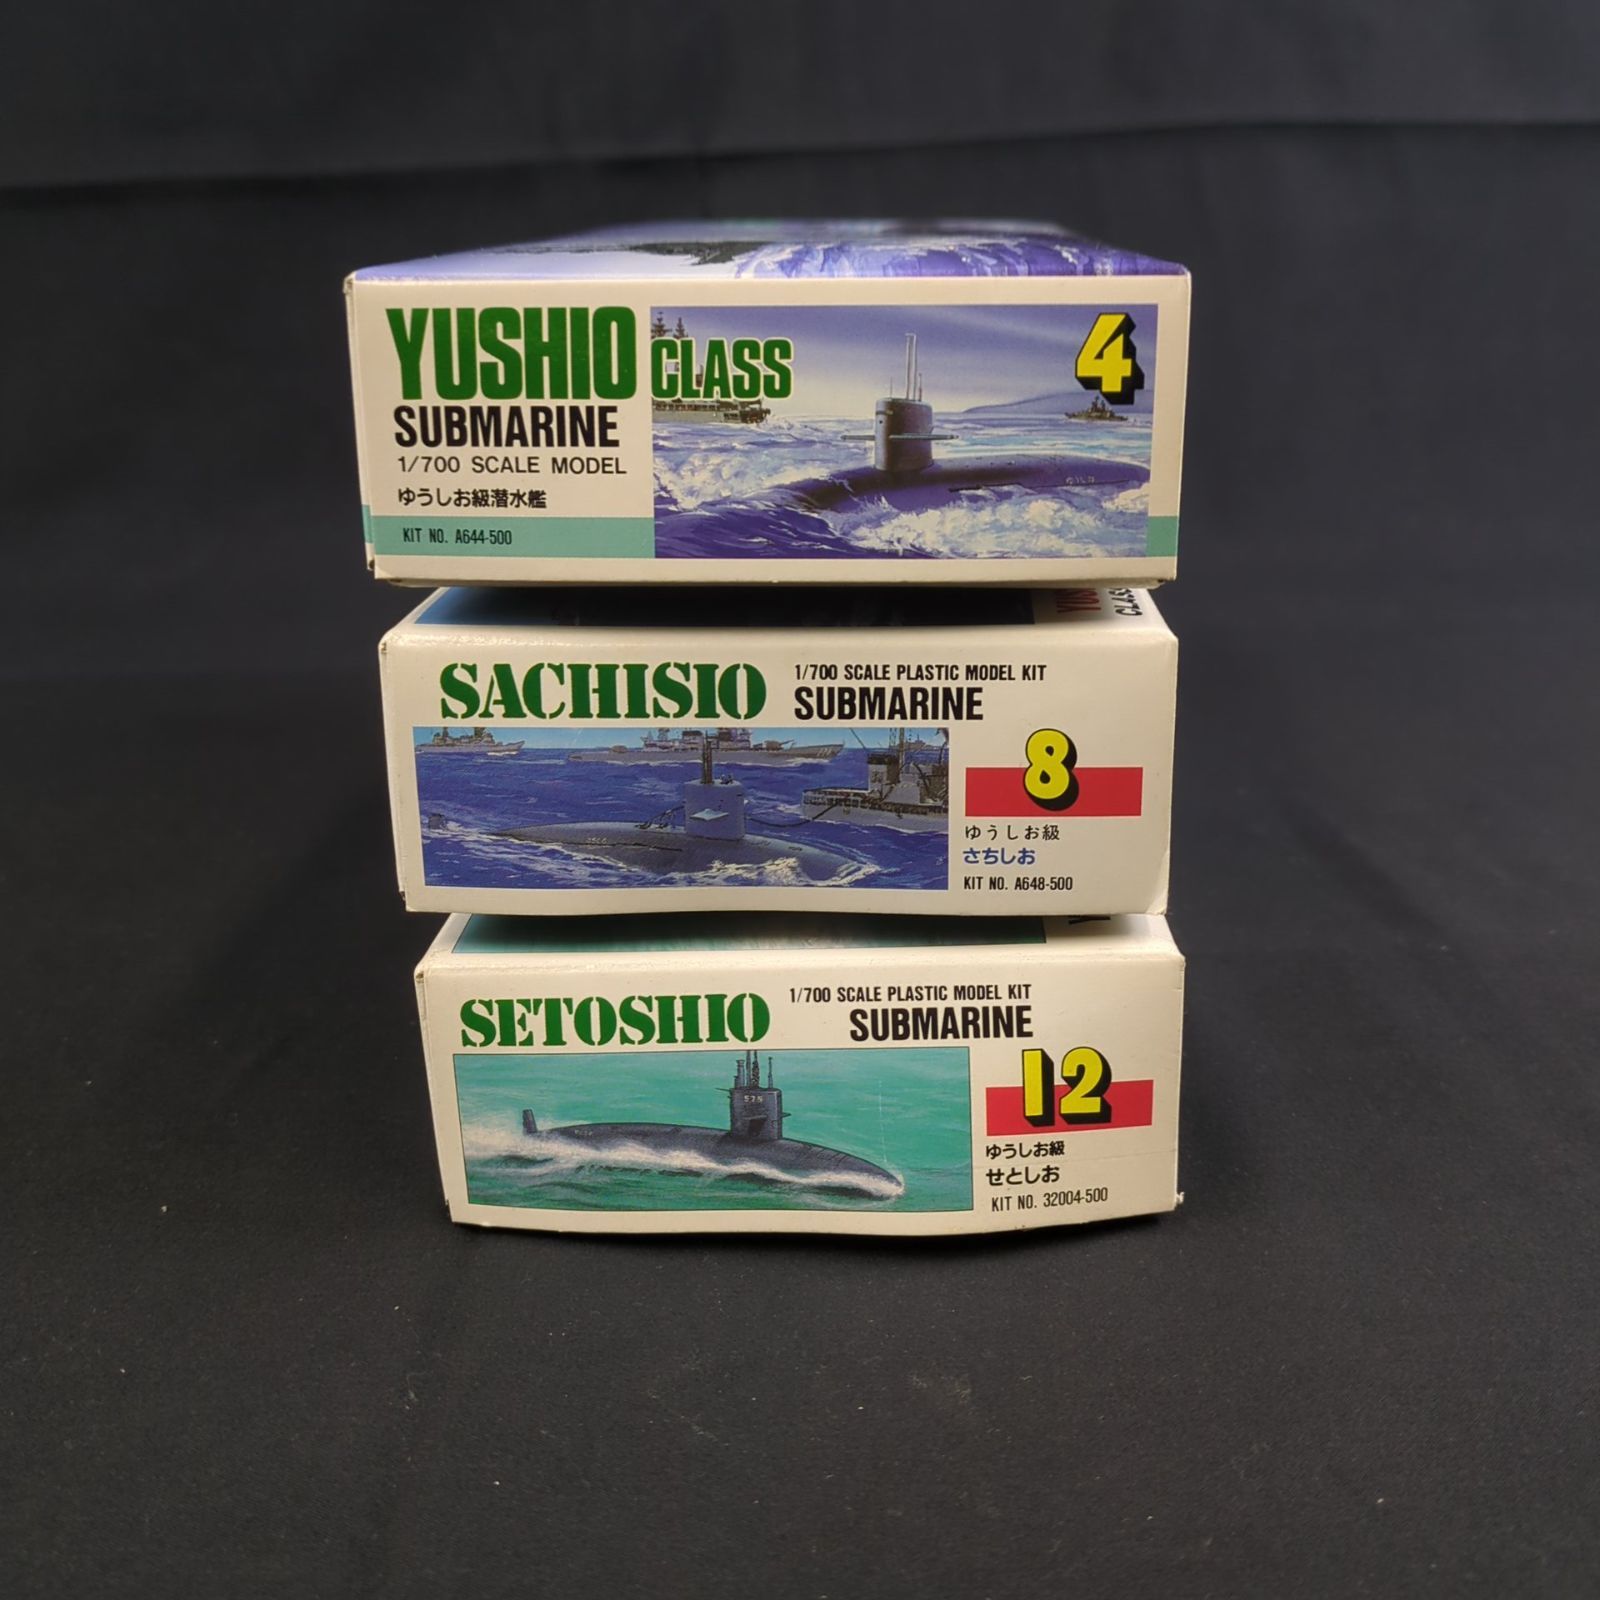 YUSHIO CLASS
4
SUBMARINE
1/700 SCALE MODEL
ゆうしお級潜水艦
KIT NO. A644-500
SACHISIO
1/700 SCALE PLASTIC MODEL KIT
SUBMARINE
8
ゆうしお級
さちしお
KIT NO. A648-500
SETOSHIO
1/700 SCALE PLASTIC MODEL KIT
SUBMARINE
575
12
ゆうしお級
せとしお
KIT NO. 32004-500